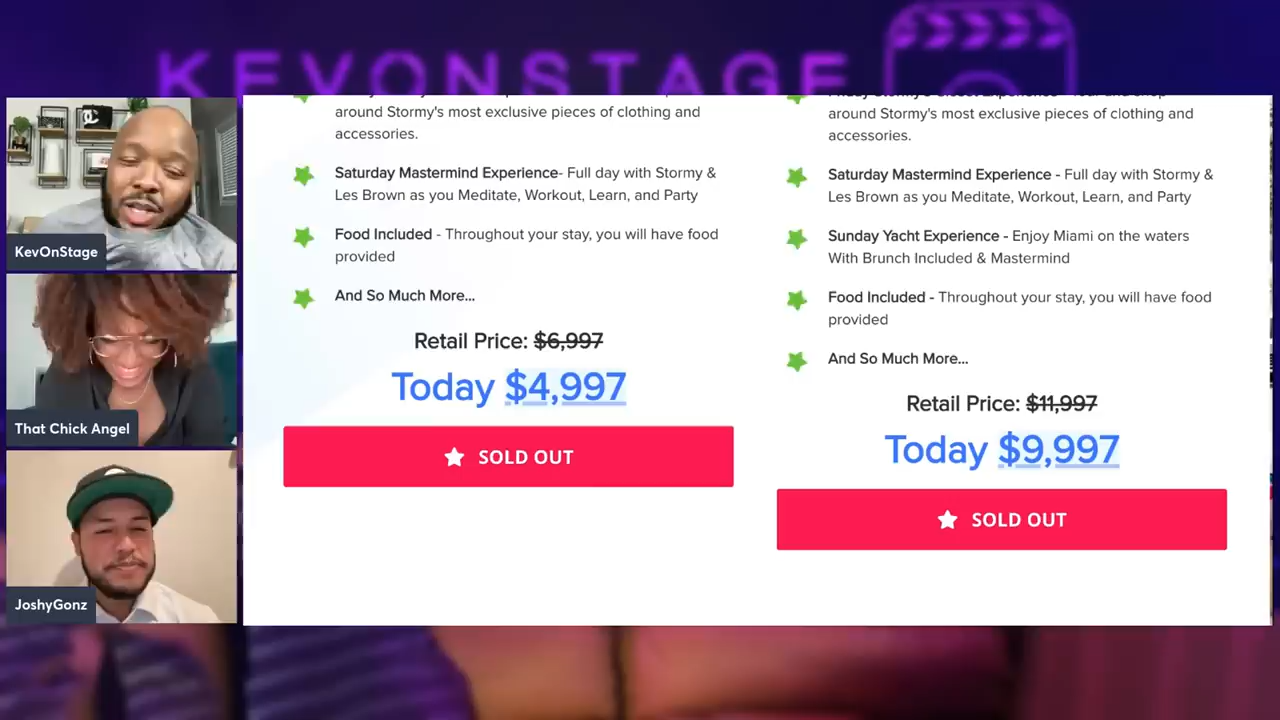 KEVONSTAGE
KevOnStage
That Chick Angel
JoshyGonz
around Stormy's most exclusive pieces of clothing and
accessories.
Saturday Mastermind Experience- Full day with Stormy &
Les Brown as you Meditate, Workout, Learn, and Party
Food Included - Throughout your stay, you will have food
provided
And So Much More...
Retail Price: $6,997
Today $4,997
SOLD OUT
around Stormy's most exclusive pieces of clothing and
accessories.
Saturday Mastermind Experience - Full day with Stormy &
Les Brown as you Meditate, Workout, Learn, and Party
Sunday Yacht Experience - Enjoy Miami on the waters
With Brunch Included & Mastermind
Food Included - Throughout your stay, you will have food
provided
And So Much More...
Retail Price: $11,997
Today $9,997
SOLD OUT